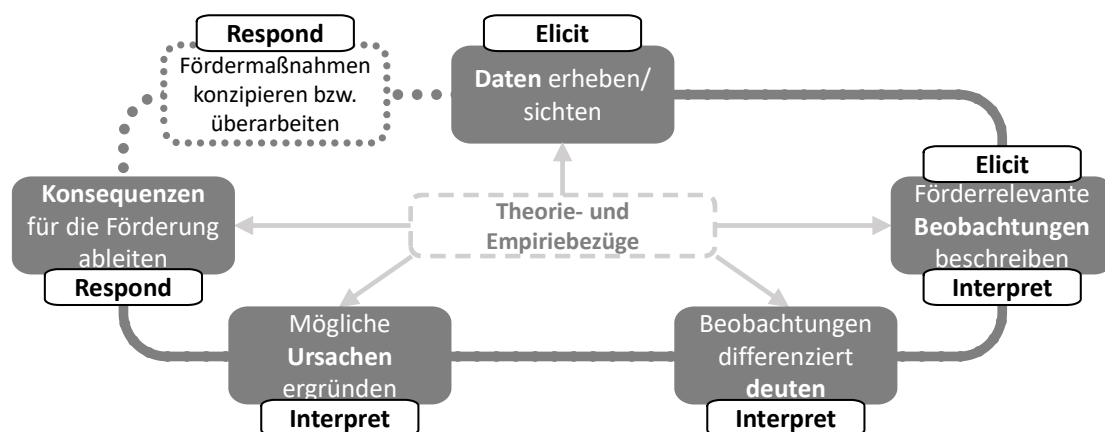 Respond
Fördermaßnahmen
konzipieren bzw.
überarbeiten
Elicit
Daten erheben/
sichten
Elicit
Förderrelevante
Beobachtungen
beschreiben
Interpret
Konsequenzen
für die Förderung
ableiten
Respond
Theorie- und
Empiriebezüge
Mögliche
Ursachen
ergründen
Interpret
Beobachtungen
differenziert
deuten
Interpret